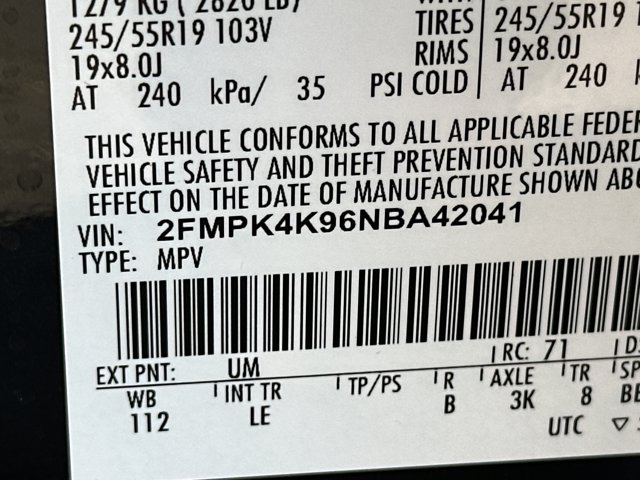 245/55R19 103V TIRES 245/55R19
19x8.0J RIMS 19x8.0J
AT 240 kPa/ 35 PSI COLD AT 240
THIS VEHICLE CONFORMS TO ALL APPLICABLE FEDER
VEHICLE SAFETY AND THEFT PREVENTION STANDARD
EFFECT ON THE DATE OF MANUFACTURE SHOWN ABO
VIN: 2FMPK4K96NBA42041
TYPE: MPV
RC: 71
EXT PNT: UM
WB INT TR TP/PS R AXLE TR SP
112 LE B 3K 8 BE
UTC